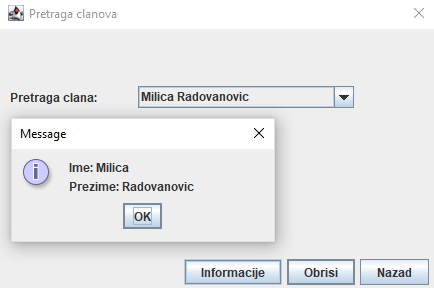 Pretraga clanova
Pretraga clana:
Milica Radovanovic
Message
Ime: Milica
Prezime: Radovanovic
OK
Informacije
Obrisi
Nazad